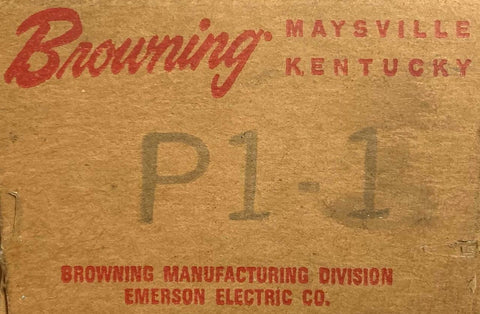 Browning MAYSVILLE
KENTUCKY
P1-1
BROWNING MANUFACTURING DIVISION
EMERSON ELECTRIC CO.